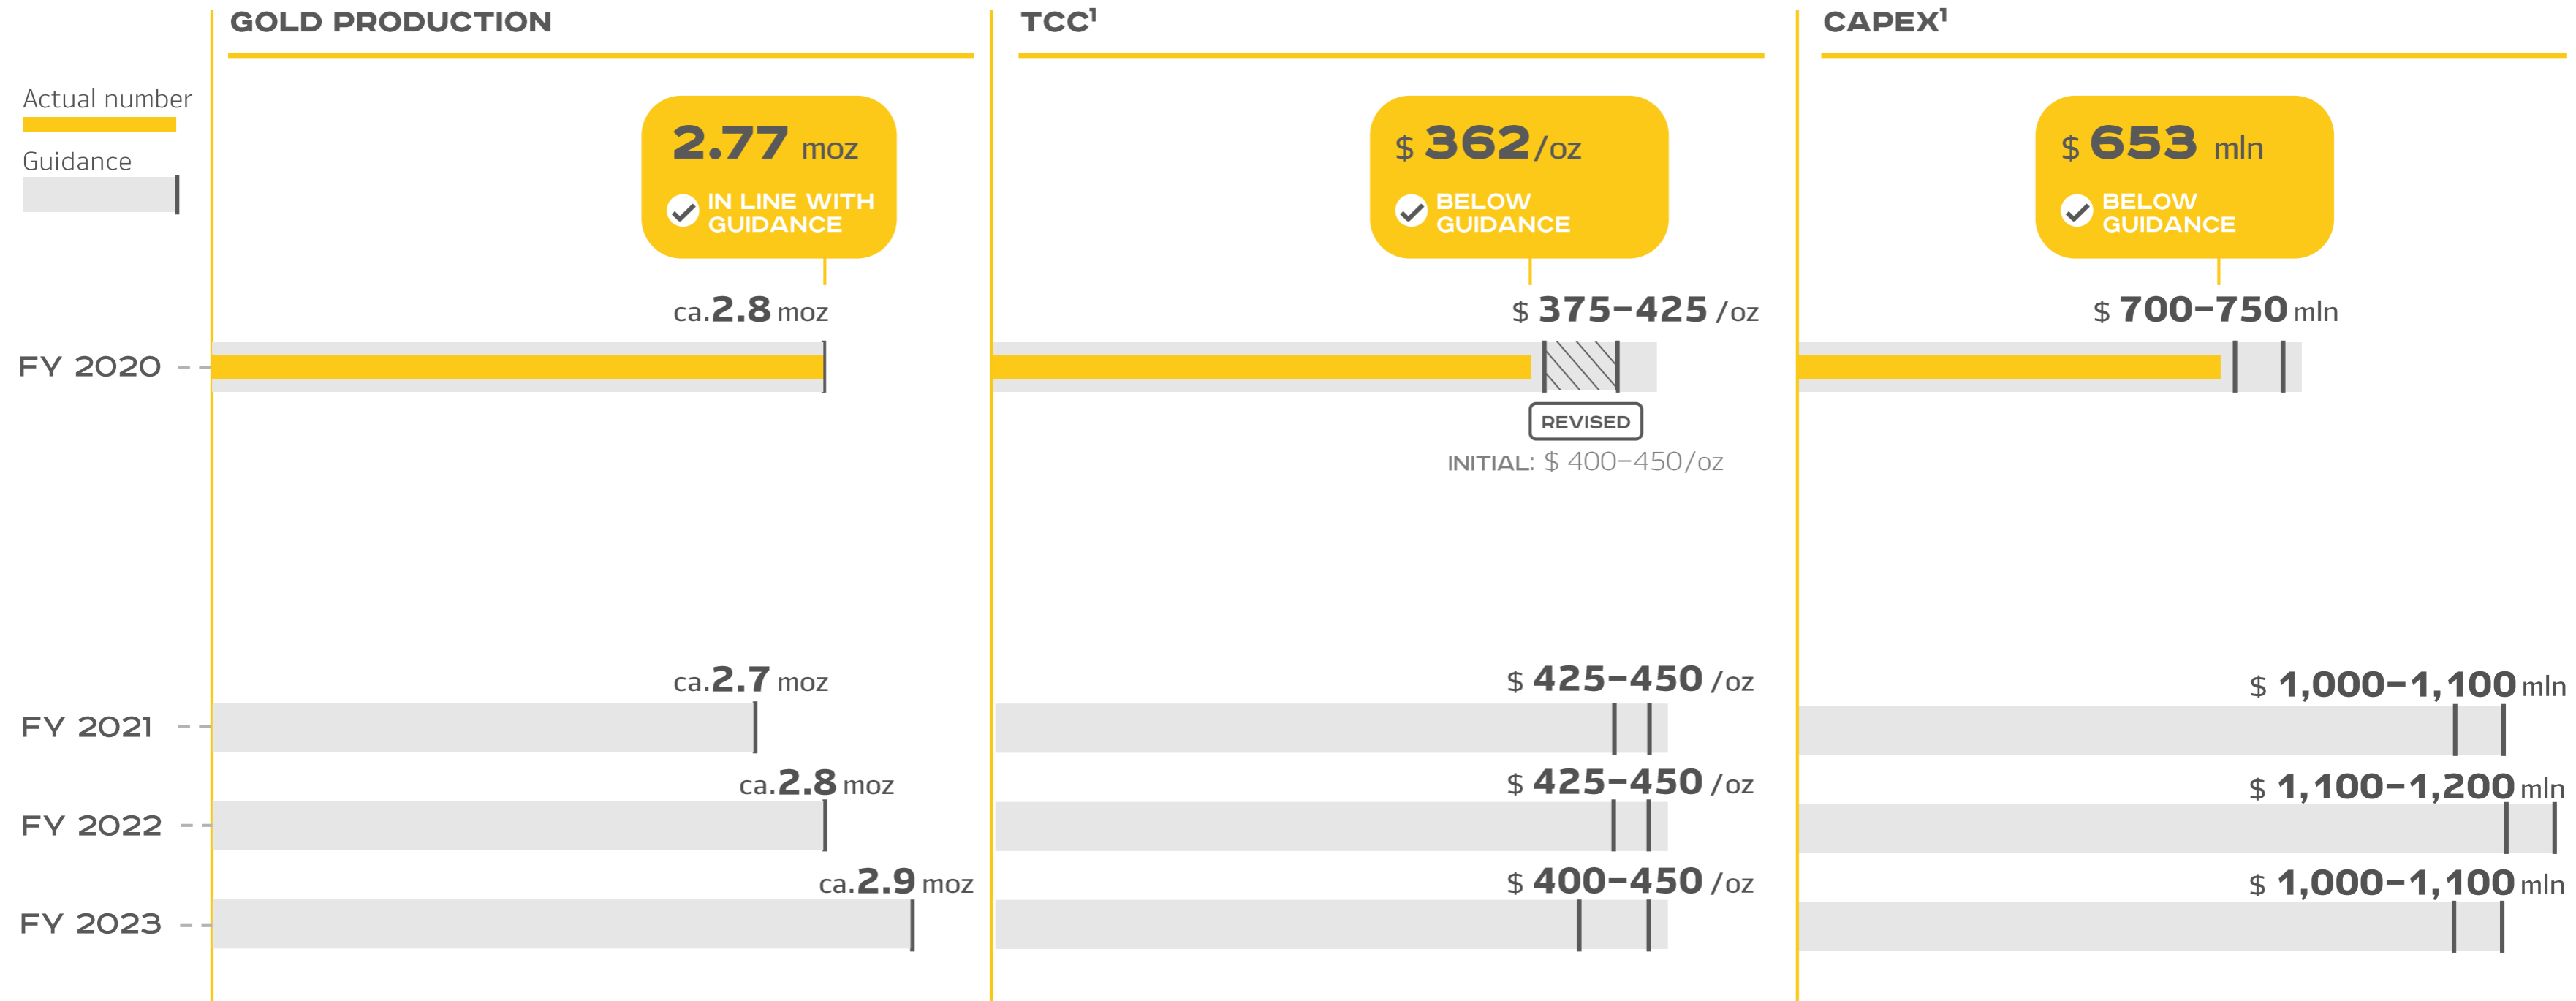 GOLD PRODUCTION
TCC¹
CAPEX¹
Actual number
Guidance
2.77 moz
IN LINE WITH
GUIDANCE
$ 362/oz
BELOW
GUIDANCE
$ 653 mln
BELOW
GUIDANCE
ca.2.8 moz
$ 375–425 /oz
$ 700–750 mln
FY 2020
REVISED
INITIAL: $ 400–450/oz
ca.2.7 moz
$ 425–450 /oz
$ 1,000–1,100 mln
FY 2021
ca.2.8 moz
$ 425–450 /oz
$ 1,100–1,200 mln
FY 2022
ca.2.9 moz
$ 400–450 /oz
$ 1,000–1,100 mln
FY 2023